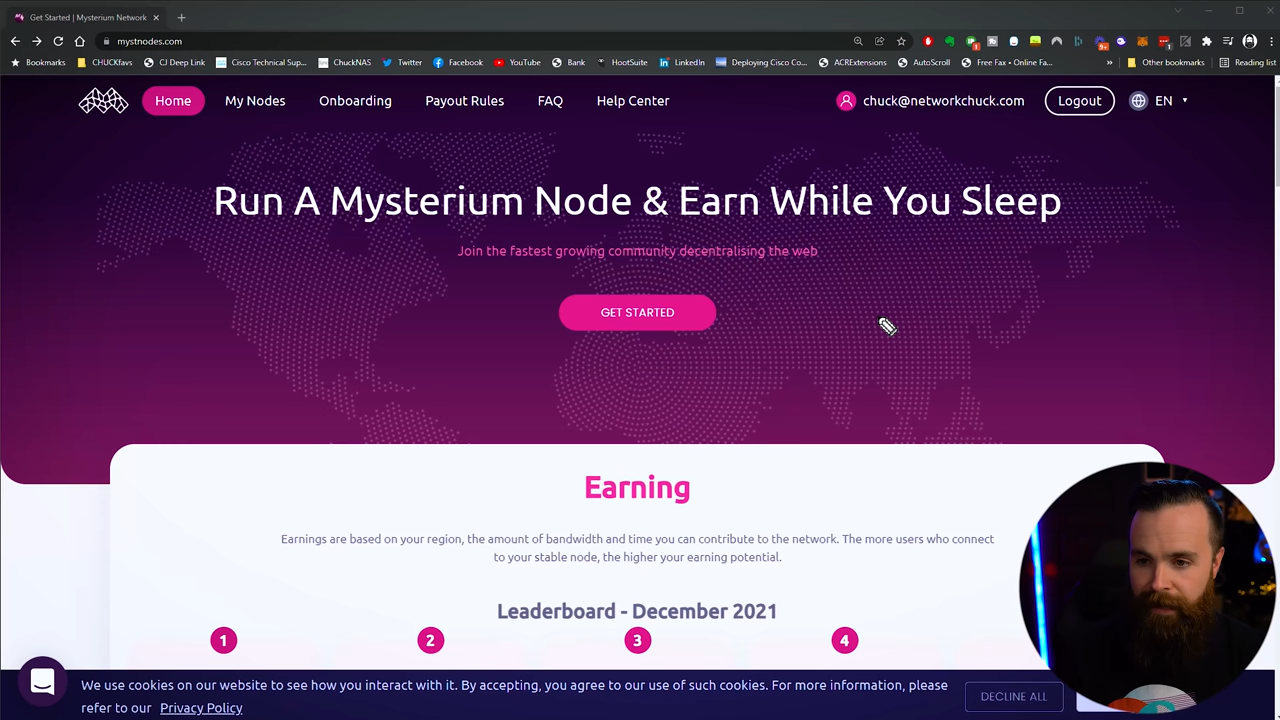 Get Started | Mysterium Network
mystnodes.com
Bookmarks CHUCKfavs CJ Deep Link Cisco Technical Sup... ChuckNAS Twitter Facebook YouTube Bank HootSuite LinkedIn Deploying Cisco Co... ACRExtensions AutoScroll Free Fax • Online Fa... » Other bookmarks Reading list
Home My Nodes Onboarding Payout Rules FAQ Help Center chuck@networkchuck.com Logout EN
Run A Mysterium Node & Earn While You Sleep
Join the fastest growing community decentralising the web
GET STARTED
Earning
Earnings are based on your region, the amount of bandwidth and time you can contribute to the network. The more users who connect
to your stable node, the higher your earning potential.
Leaderboard - December 2021
1 2 3 4
We use cookies on our website to see how you interact with it. By accepting, you agree to our use of such cookies. For more information, please
refer to our Privacy Policy
DECLINE ALL